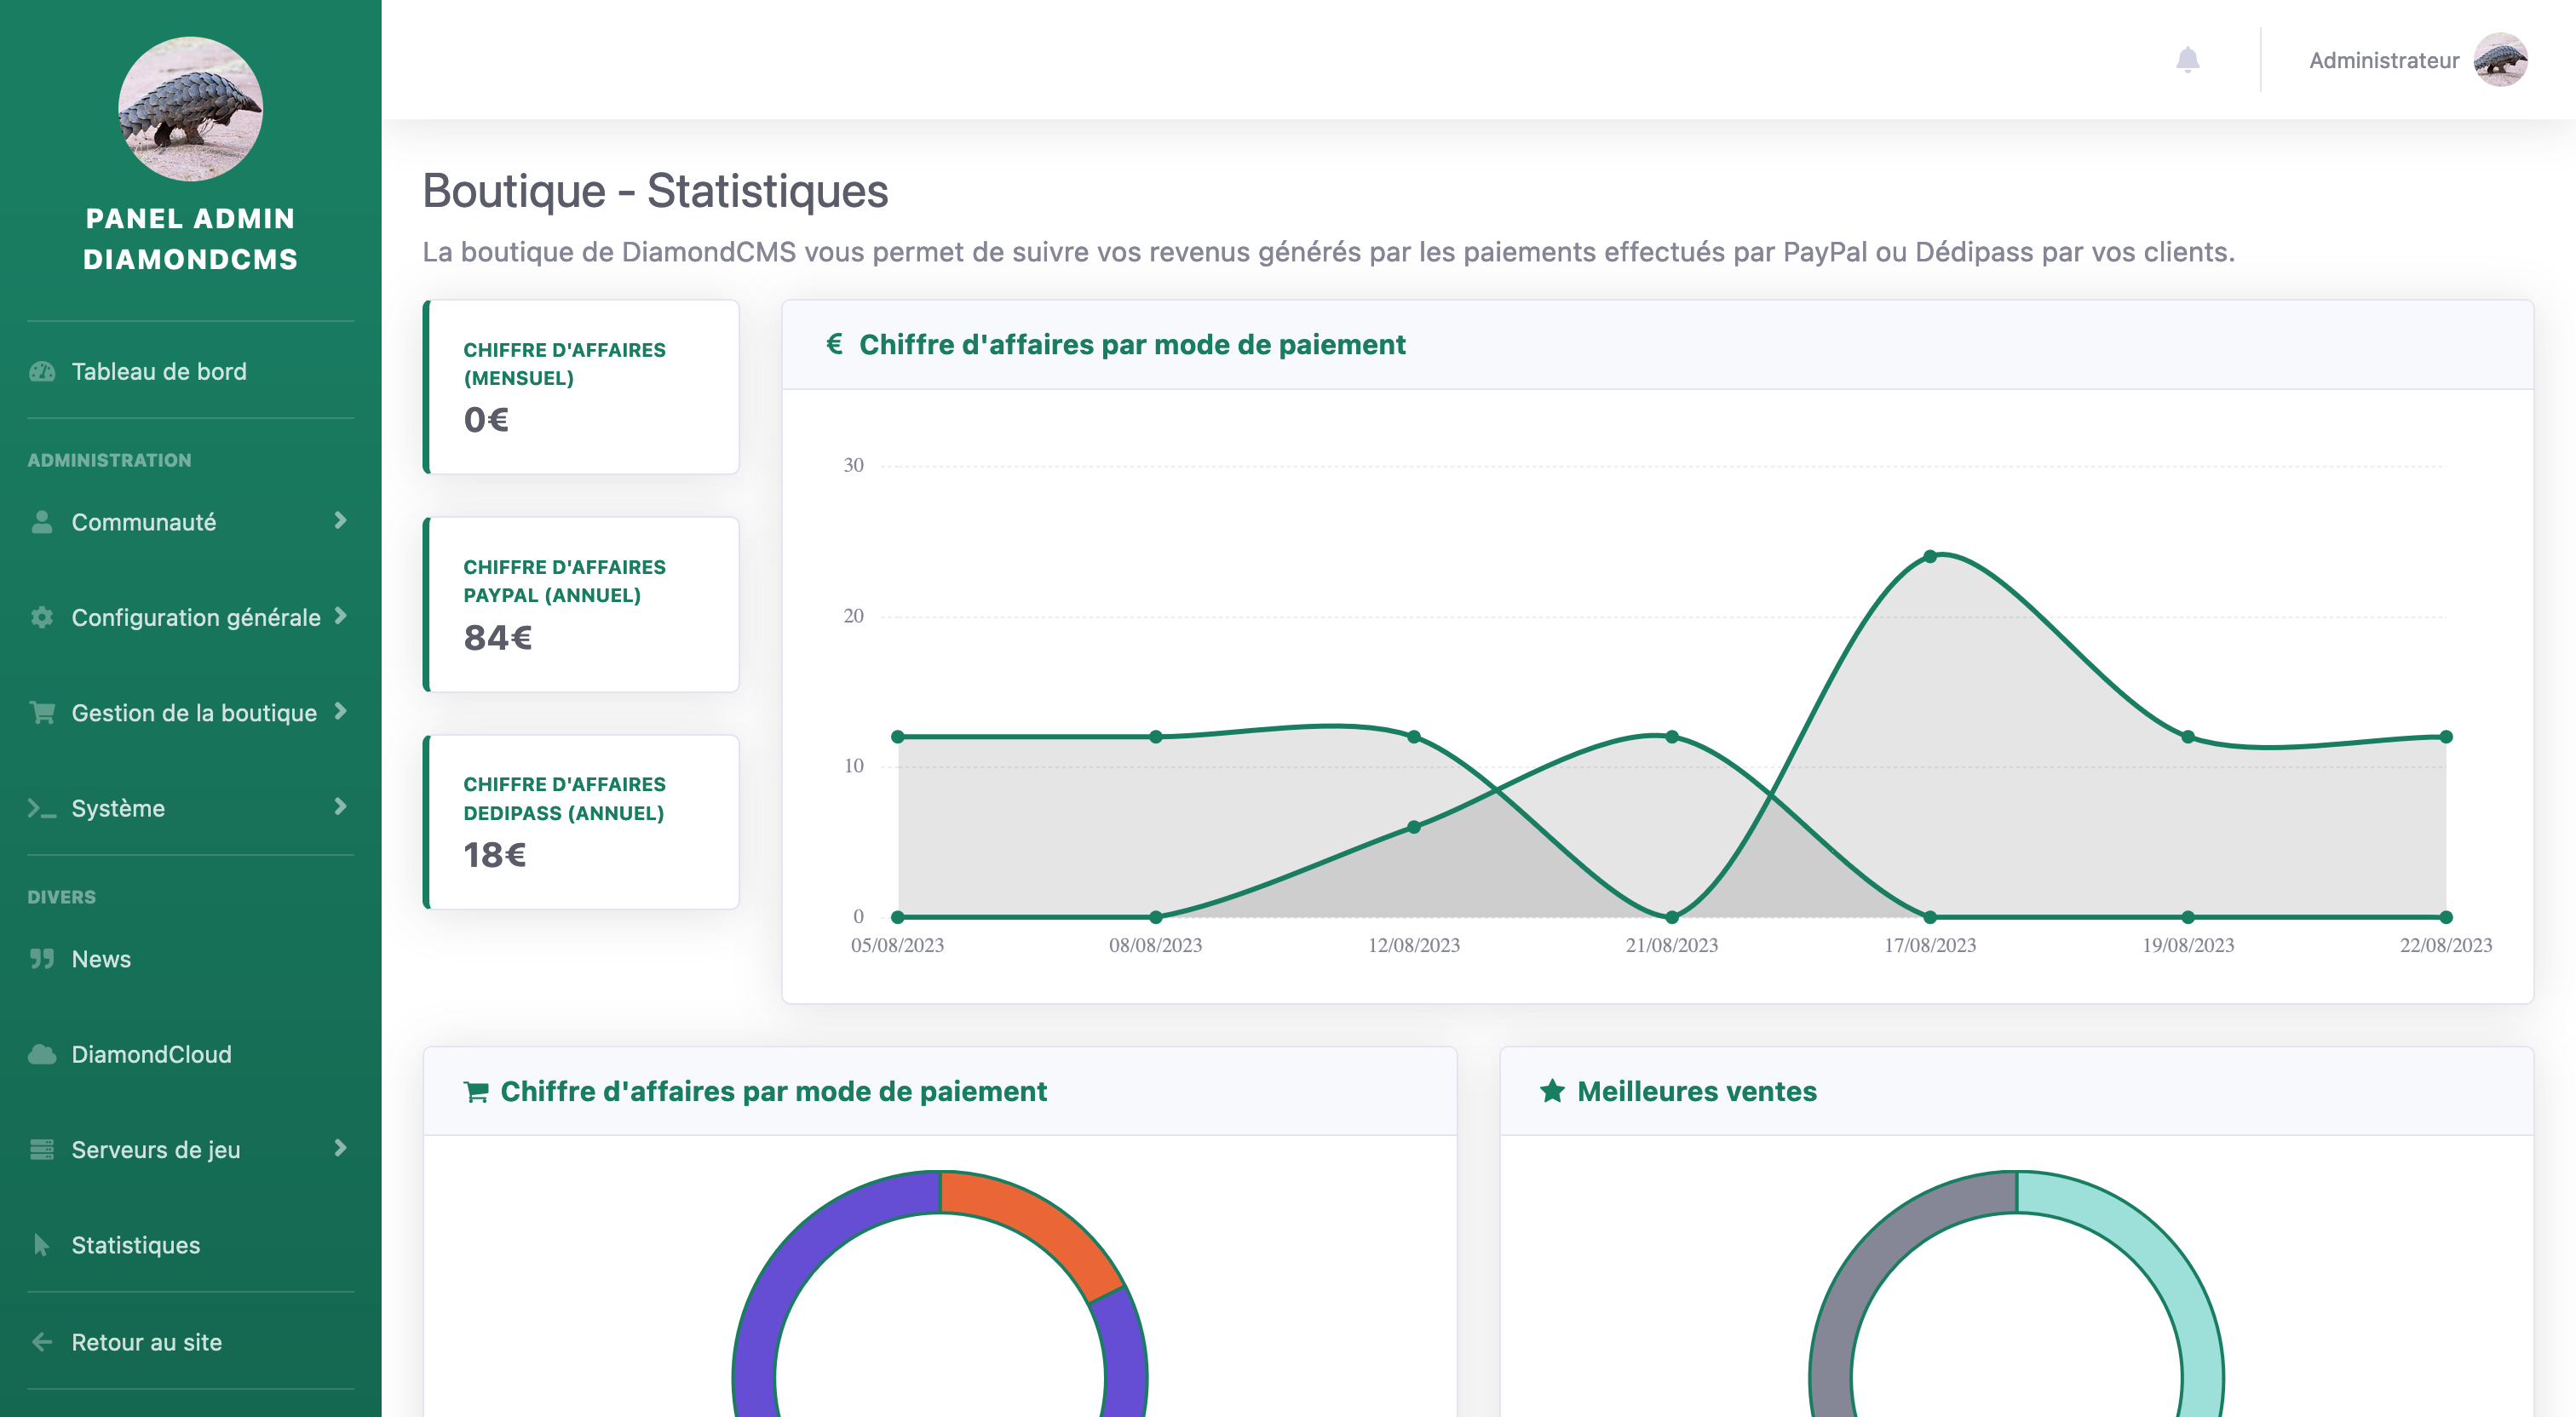 PANEL ADMIN
DIAMONDCMS
Tableau de bord
ADMINISTRATION
Communauté
Configuration générale
Gestion de la boutique
Système
DIVERS
News
DiamondCloud
Serveurs de jeu
Statistiques
Retour au site
Administrateur
Boutique - Statistiques
La boutique de DiamondCMS vous permet de suivre vos revenus générés par les paiements effectués par PayPal ou Dédipass par vos clients.
CHIFFRE D'AFFAIRES
(MENSUEL)
0€
CHIFFRE D'AFFAIRES
PAYPAL (ANNUEL)
84€
CHIFFRE D'AFFAIRES
DEDIPASS (ANNUEL)
18€
€ Chiffre d'affaires par mode de paiement
30
20
10
0
05/08/2023 08/08/2023 12/08/2023 21/08/2023 17/08/2023 19/08/2023 22/08/2023
Chiffre d'affaires par mode de paiement
Meilleures ventes